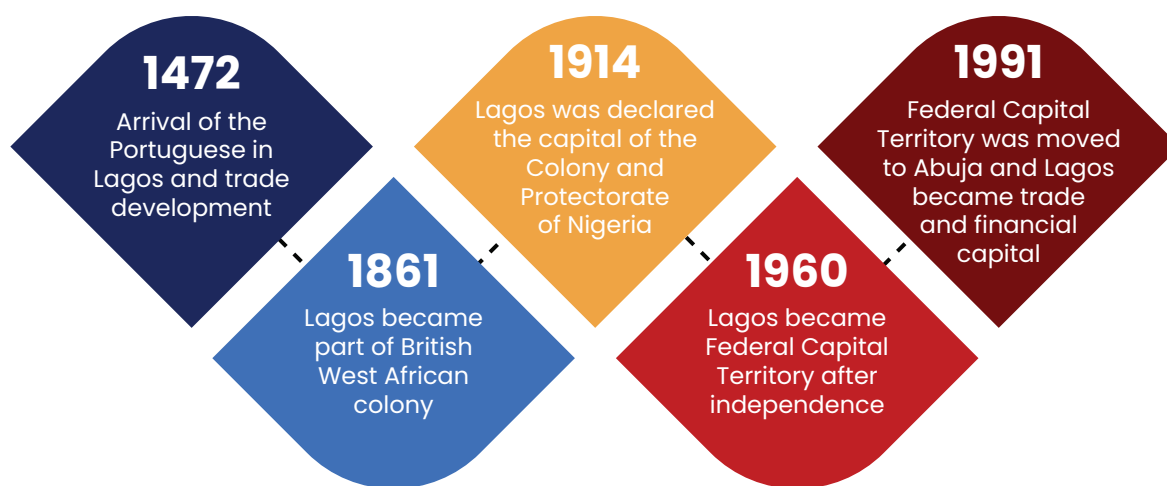 1472
Arrival of the
Portuguese in
Lagos and trade
development
1861
Lagos became
part of British
West African
colony
1914
Lagos was declared
the capital of the
Colony and
Protectorate
of Nigeria
1960
Lagos became
Federal Capital
Territory after
independence
1991
Federal Capital
Territory was moved
to Abuja and Lagos
became trade
and financial
capital